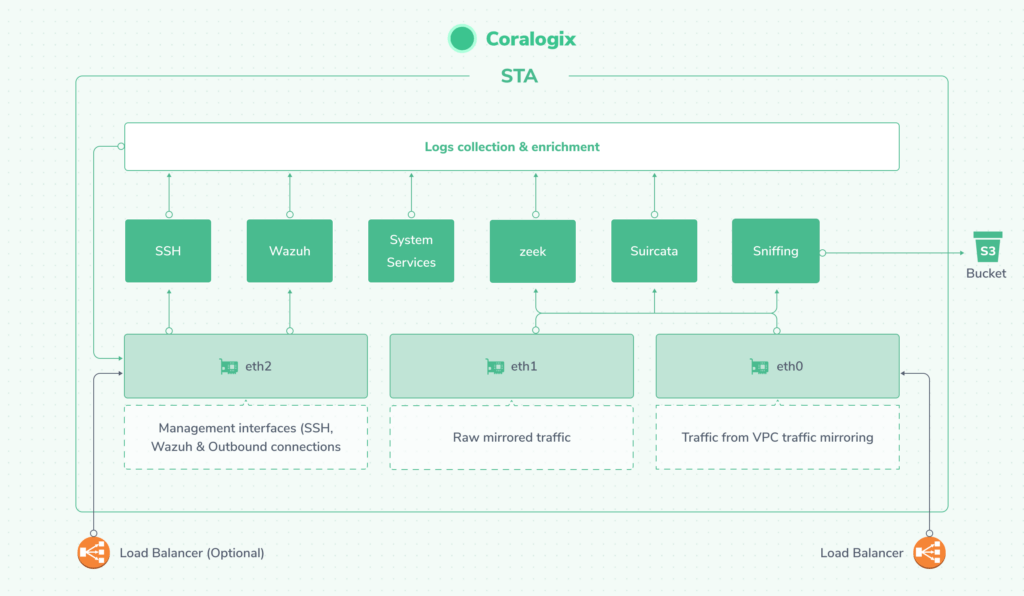 Coralogix
STA
Logs collection & enrichment
SSH
Wazuh
System
Services
zeek
Suircata
Sniffing
S3
Bucket
eth2
eth1
eth0
Management interfaces (SSH,
Wazuh & Outbound connections
Raw mirrored traffic
Traffic from VPC traffic mirroring
Load Balancer (Optional)
Load Balancer